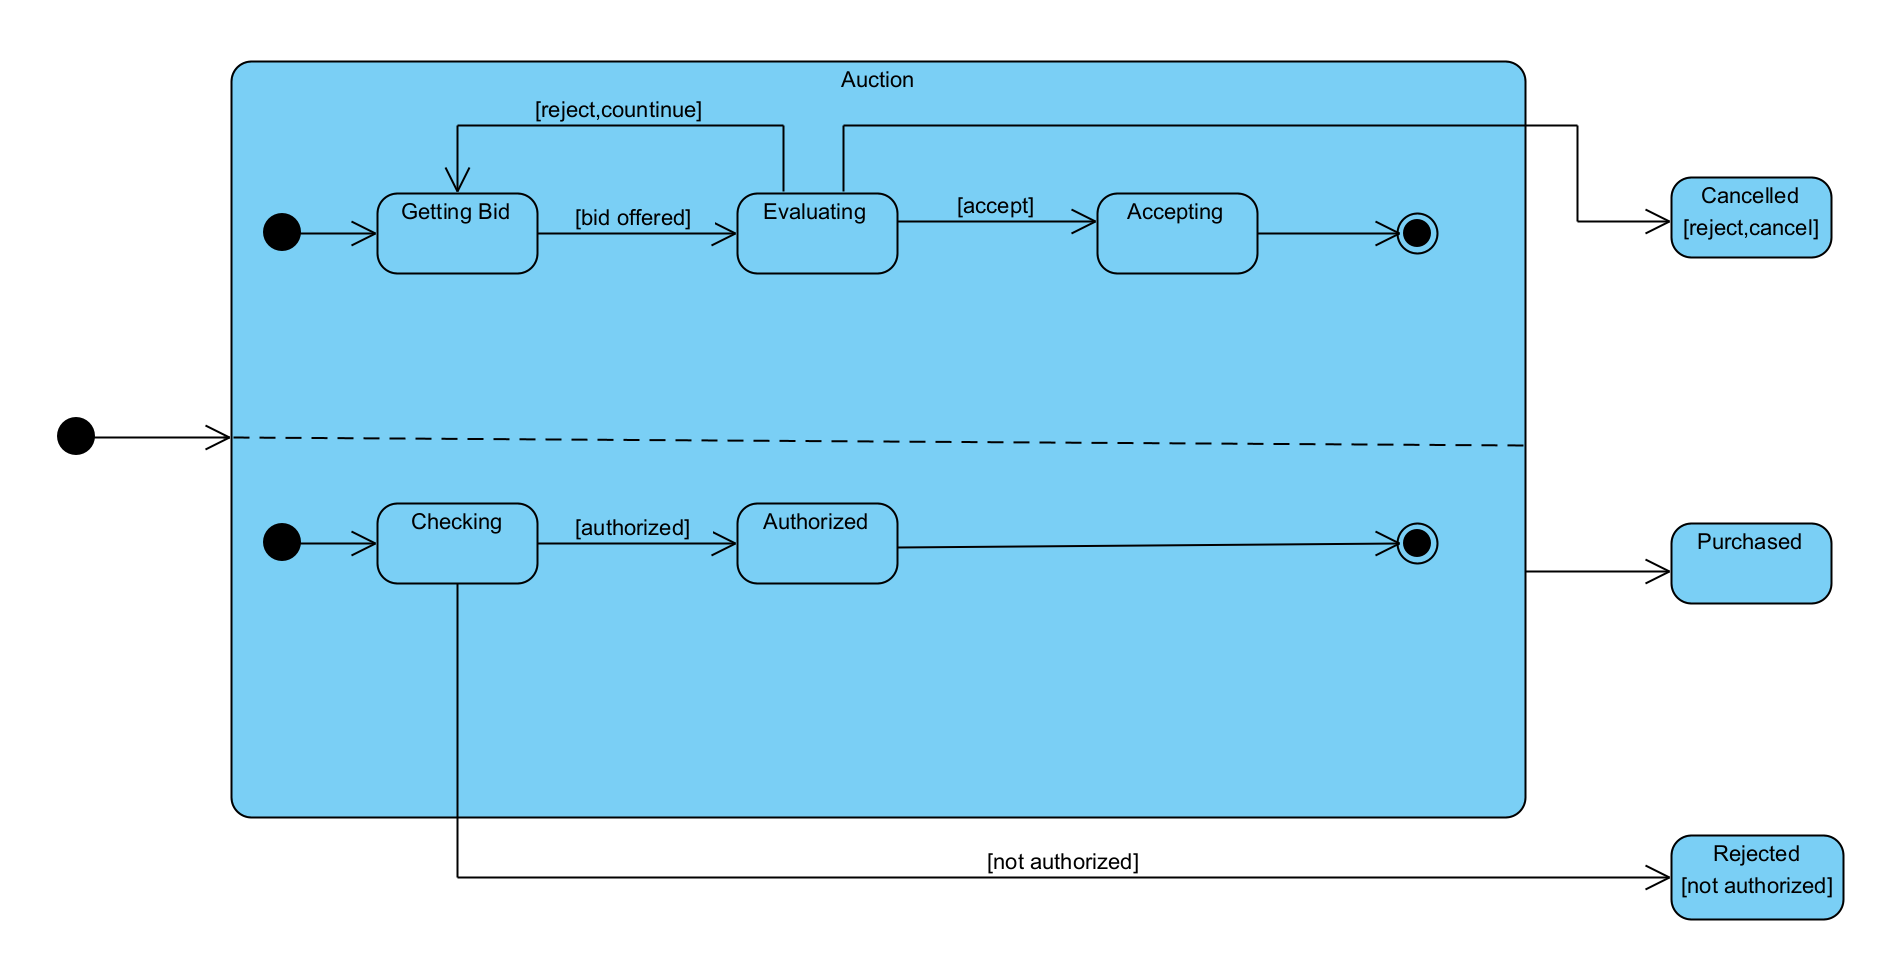 Auction
[reject,countinue]
Getting Bid
[bid offered]
Evaluating
[accept]
Accepting
Cancelled
[reject,cancel]
Checking
[authorized]
Authorized
Purchased
[not authorized]
Rejected
[not authorized]